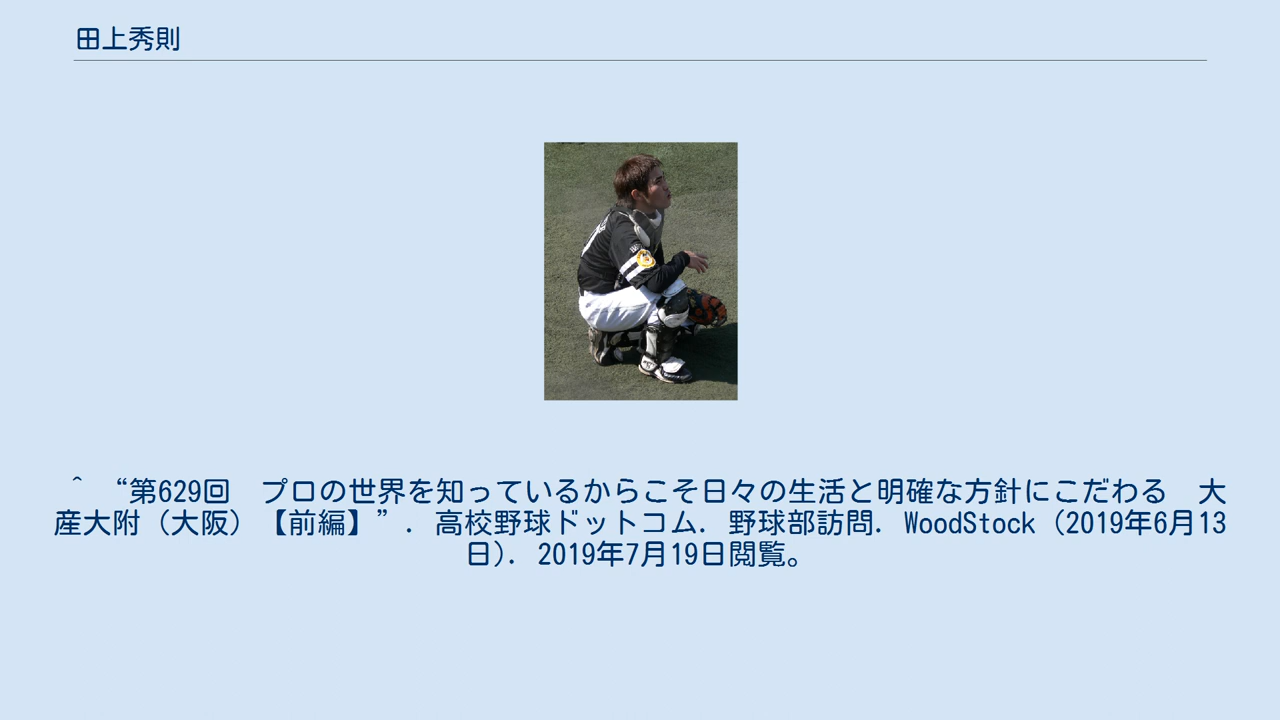 田上秀則
^ “第629回　プロの世界を知っているからこそ日々の生活と明確な方針にこだわる　大
産大附（大阪）【前編】”. 高校野球ドットコム. 野球部訪問. WoodStock (2019年6月13
日). 2019年7月19日閲覧。